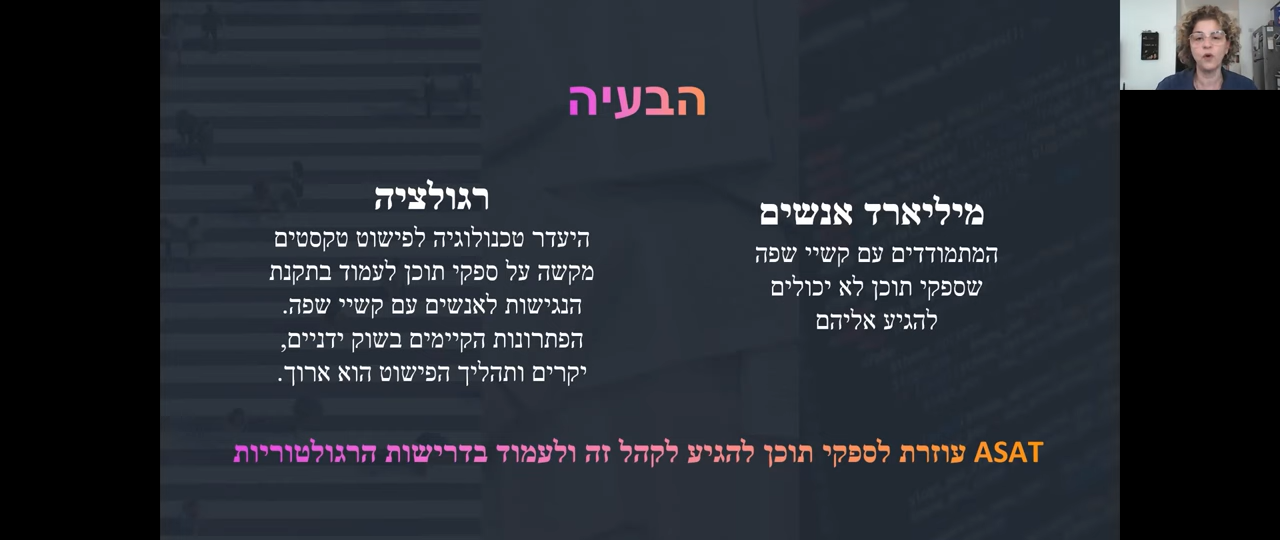 הבעיה
מיליארד אנשים
המתמודדים עם קשיי שפה
שספקי תוכן לא יכולים
להגיע אליהם
רגולציה
היעדר טכנולוגיה לפישוט טקסטים
מקשה על ספקי תוכן לעמוד בתקנת
הנגישות לאנשים עם קשיי שפה.
הפתרונות הקיימים בשוק ידניים,
יקרים ותהליך הפישוט הוא ארוך.
ASAT עוזרת לספקי תוכן להגיע לקהל זה ולעמוד בדרישות הרגולטוריות